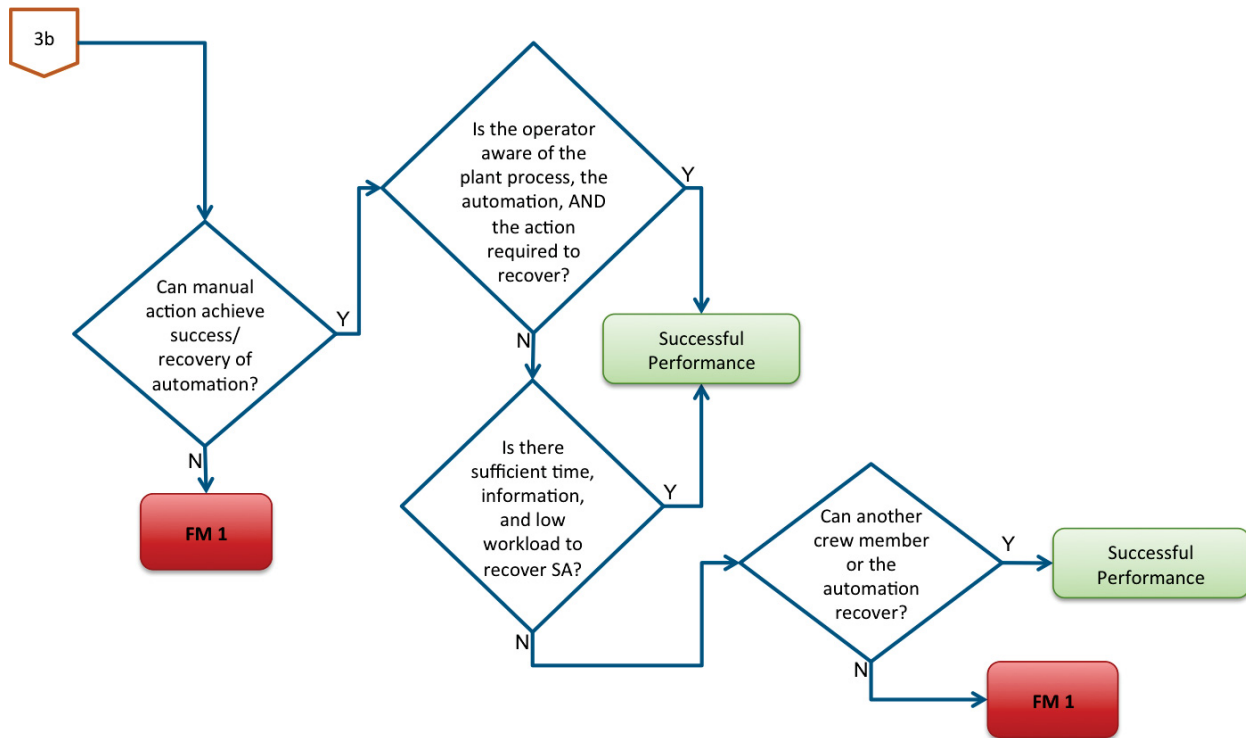 3b
Is the operator
aware of the
plant process, the
automation, AND
the action
required to
recover?
Y
N
Can manual
action achieve
success/
recovery of
automation?
Y
N
FM 1
Successful
Performance
Is there
sufficient time,
information,
and low
workload to
recover SA?
Y
N
Can another
crew member
or the
automation
recover?
Y
N
Successful
Performance
FM 1